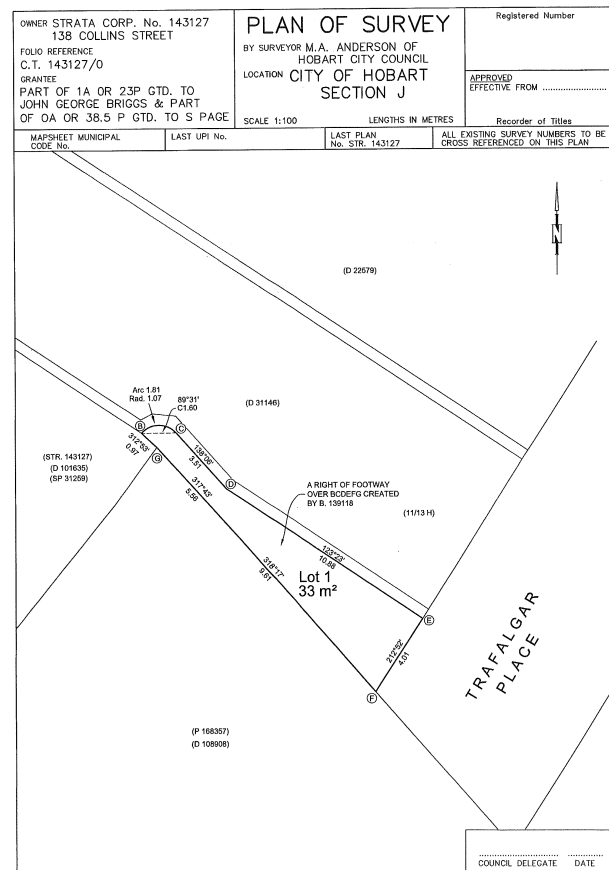 OWNER STRATA CORP. No. 143127
138 COLLINS STREET
FOLIO REFERENCE
C.T. 143127/0
GRANTEE
PART OF 1A OR 23P GTD. TO
JOHN GEORGE BRIGGS & PART
OF 0A OR 38.5 P GTD. TO S PAGE
PLAN OF SURVEY
BY SURVEYOR M.A. ANDERSON OF
HOBART CITY COUNCIL
LOCATION CITY OF HOBART
SECTION J
SCALE 1:100 LENGTHS IN METRES
Registered Number
APPROVED
EFFECTIVE FROM ....................
Recorder of Titles
MAPSHEET MUNICIPAL
CODE No.
LAST UPI No.
LAST PLAN
No. STR. 143127
ALL EXISTING SURVEY NUMBERS TO BE
CROSS REFERENCED ON THIS PLAN
N
(D 22579)
Arc 1.81
Rad. 1.07
89°31'
C1.60
(D 31146)
B
C
312°53'
0.97
G
138°06'
3.51
(STR. 143127)
(D 101635)
(SP 31259)
317°43'
5.56
D
A RIGHT OF FOOTWAY
OVER BCDEFG CREATED
BY B. 139118
(11/13 H)
123°23'
10.88
318°17'
9.61
Lot 1
33 m²
E
212°52'
4.01
TRAFALGAR
PLACE
F
(P 168357)
(D 108908)
COUNCIL DELEGATE DATE